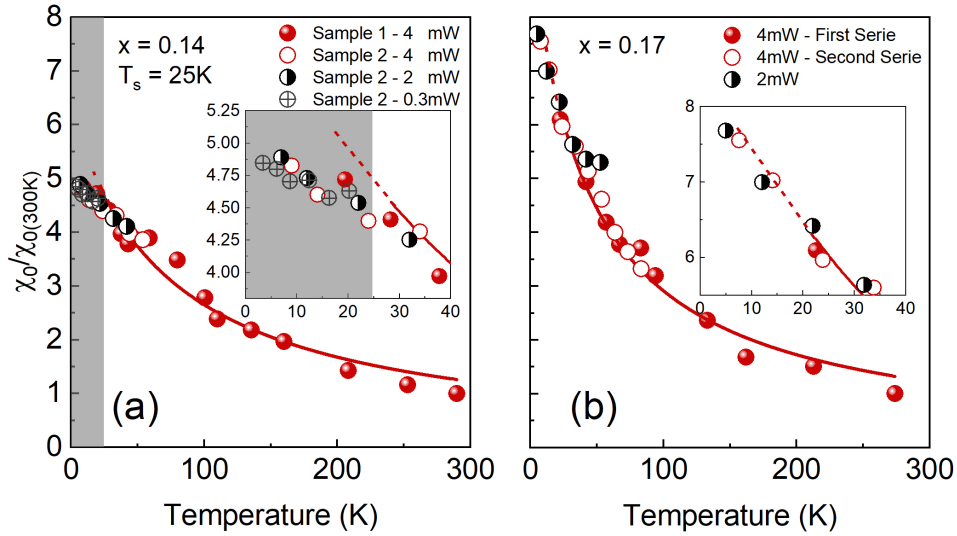 x = 0.14
T_s = 25K
Sample 1 - 4 mW
Sample 2 - 4 mW
Sample 2 - 2 mW
Sample 2 - 0.3mW
χ₀/χ₀(300K)
8
7
6
5
4
3
2
1
0
5.25
5.00
4.75
4.50
4.25
4.00
0 10 20 30 40
(a)
0 100 200 300
Temperature (K)
x = 0.17
4mW - First Serie
4mW - Second Serie
2mW
8
7
6
0 10 20 30 40
(b)
0 100 200 300
Temperature (K)